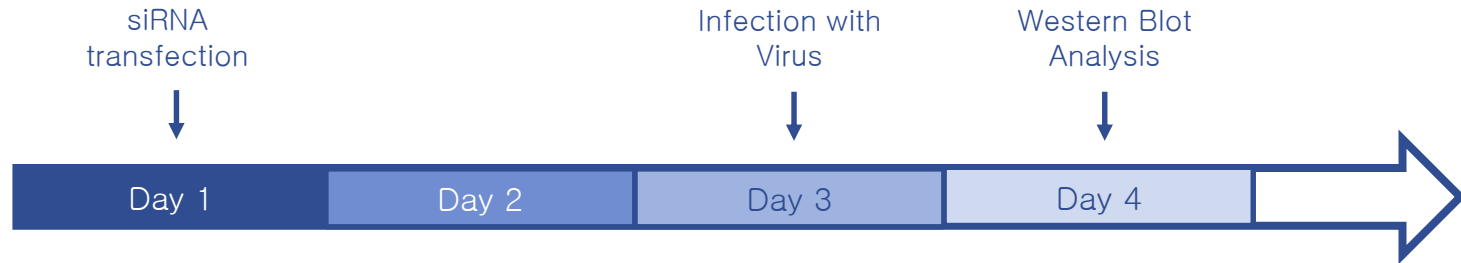 siRNA
transfection
Infection with
Virus
Western Blot
Analysis
Day 1
Day 2
Day 3
Day 4